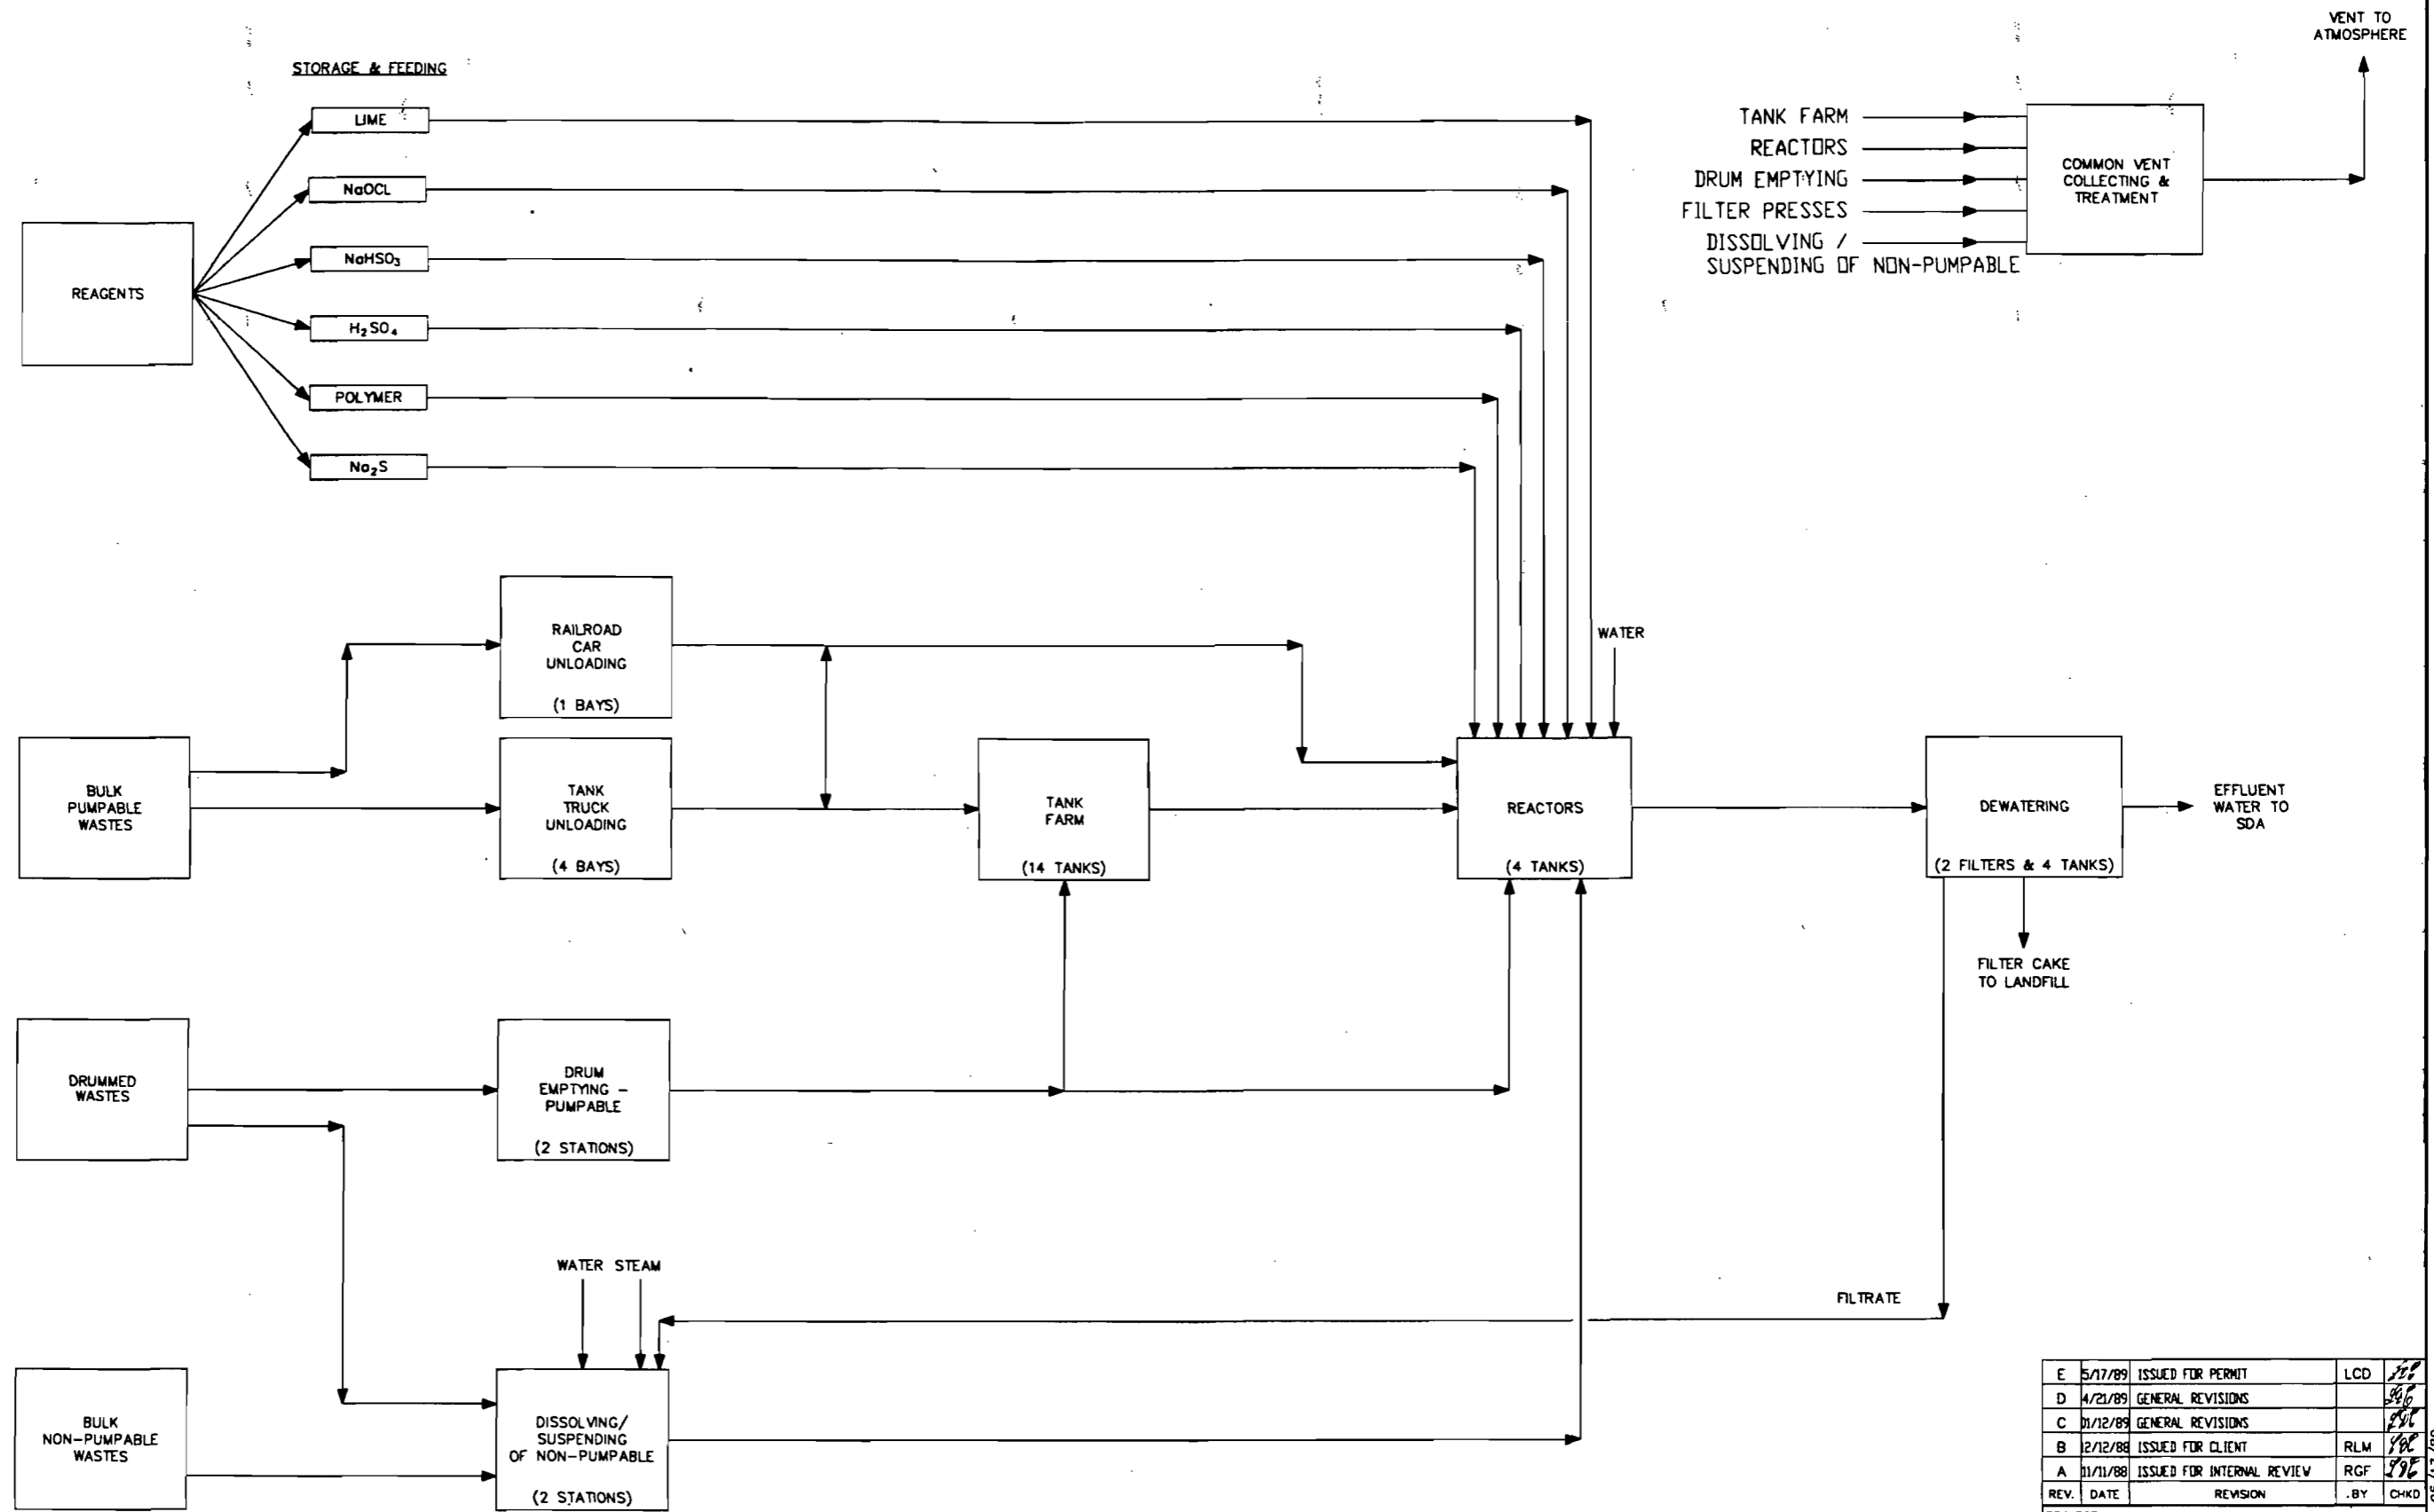 VENT TO
ATMOSPHERE
STORAGE & FEEDING
LIME
NaOCL
NaHSO₃
H₂SO₄
POLYMER
Na₂S
REAGENTS
TANK FARM
REACTORS
DRUM EMPTYING
FILTER PRESSES
DISSOLVING /
SUSPENDING OF NON-PUMPABLE
COMMON VENT
COLLECTING &
TREATMENT
RAILROAD
CAR
UNLOADING
(1 BAYS)
WATER
BULK
PUMPABLE
WASTES
TANK
TRUCK
UNLOADING
(4 BAYS)
TANK
FARM
(14 TANKS)
REACTORS
(4 TANKS)
DEWATERING
(2 FILTERS & 4 TANKS)
EFFLUENT
WATER TO
SDA
FILTER CAKE
TO LANDFILL
DRUMMED
WASTES
DRUM
EMPTYING -
PUMPABLE
(2 STATIONS)
WATER STEAM
FILTRATE
BULK
NON-PUMPABLE
WASTES
DISSOLVING/
SUSPENDING
OF NON-PUMPABLE
(2 STATIONS)
E 5/17/89 ISSUED FOR PERMIT LCD
D 4/21/89 GENERAL REVISIONS
C 01/12/89 GENERAL REVISIONS
B 12/12/88 ISSUED FOR CLIENT RLM
A 11/11/88 ISSUED FOR INTERNAL REVIEW RGF
REV. DATE REVISION .BY CHKD